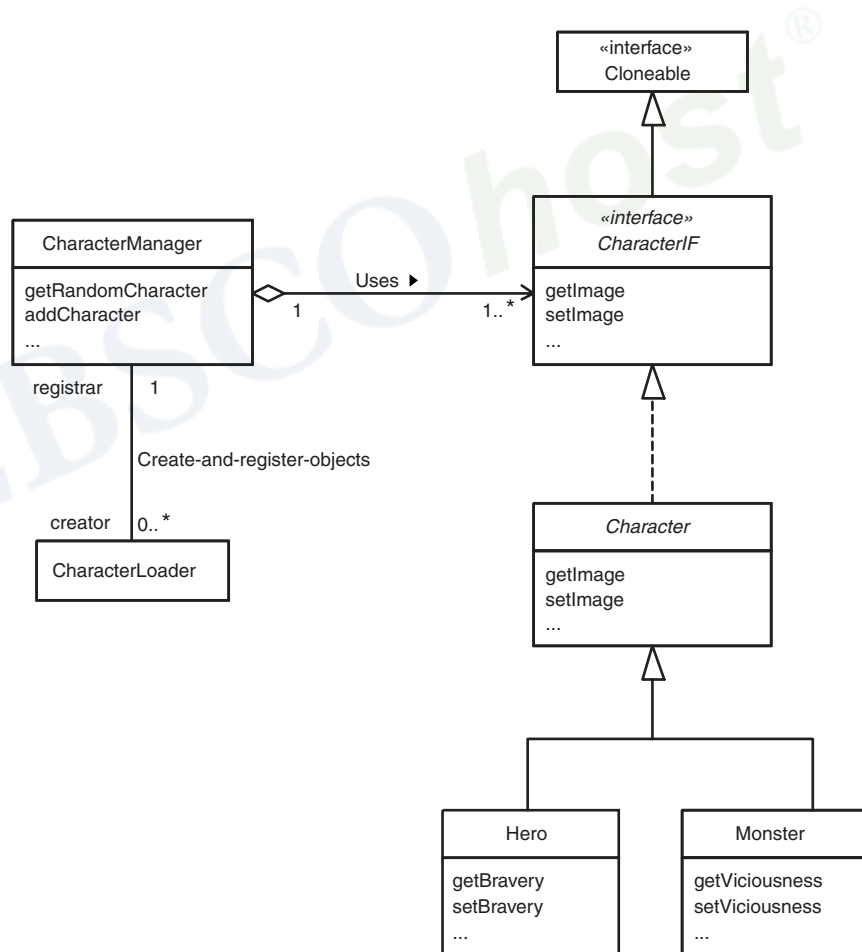 «interface»
Cloneable
CharacterManager
getRandomCharacter
addCharacter
...
Uses ▶
1
1..*
«interface»
CharacterIF
getImage
setImage
...
registrar
1
Create-and-register-objects
creator
0..*
CharacterLoader
Character
getImage
setImage
...
Hero
getBravery
setBravery
...
Monster
getViciousness
setViciousness
...
EBSCOhost®